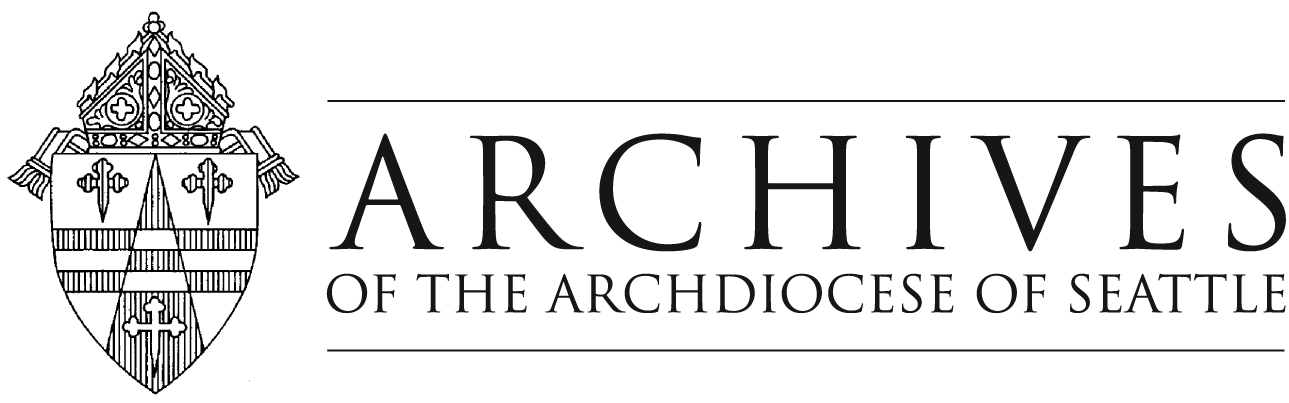 ARCHIVES
OF THE ARCHDIOCESE OF SEATTLE